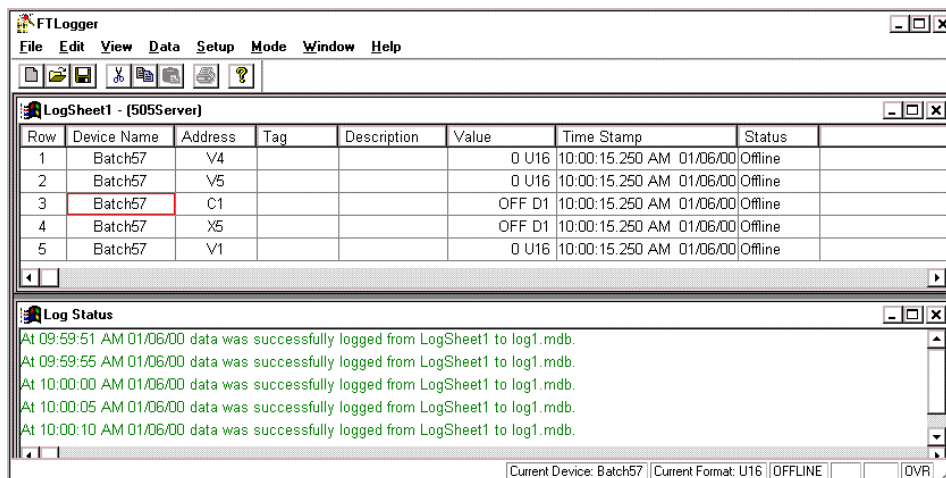 FTLogger
File Edit View Data Setup Mode Window Help
LogSheet1 - (505Server)
Row Device Name Address Tag Description Value Time Stamp Status
1 Batch57 V4 0 U16 10:00:15.250 AM 01/06/00 Offline
2 Batch57 V5 0 U16 10:00:15.250 AM 01/06/00 Offline
3 Batch57 C1 OFF D1 10:00:15.250 AM 01/06/00 Offline
4 Batch57 X5 OFF D1 10:00:15.250 AM 01/06/00 Offline
5 Batch57 V1 0 U16 10:00:15.250 AM 01/06/00 Offline
Log Status
At 09:59:51 AM 01/06/00 data was successfully logged from LogSheet1 to log1.mdb.
At 09:59:55 AM 01/06/00 data was successfully logged from LogSheet1 to log1.mdb.
At 10:00:00 AM 01/06/00 data was successfully logged from LogSheet1 to log1.mdb.
At 10:00:05 AM 01/06/00 data was successfully logged from LogSheet1 to log1.mdb.
At 10:00:10 AM 01/06/00 data was successfully logged from LogSheet1 to log1.mdb.
Current Device: Batch57 Current Format: U16 OFFLINE OVR